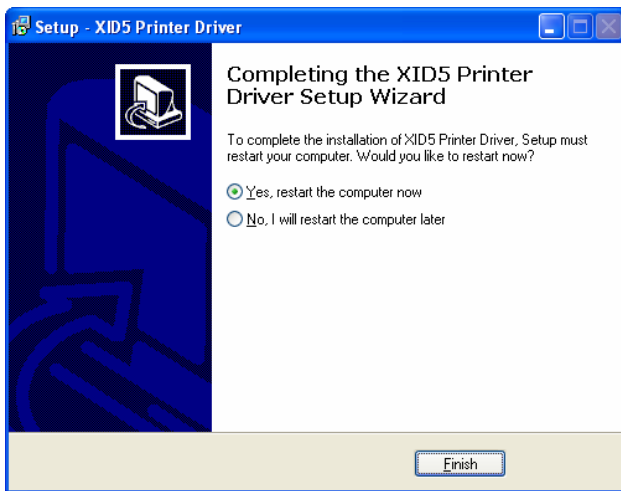 Setup - XID5 Printer Driver
Completing the XID5 Printer
Driver Setup Wizard
To complete the installation of XID5 Printer Driver, Setup must
restart your computer. Would you like to restart now?
Yes, restart the computer now
No, I will restart the computer later
Finish